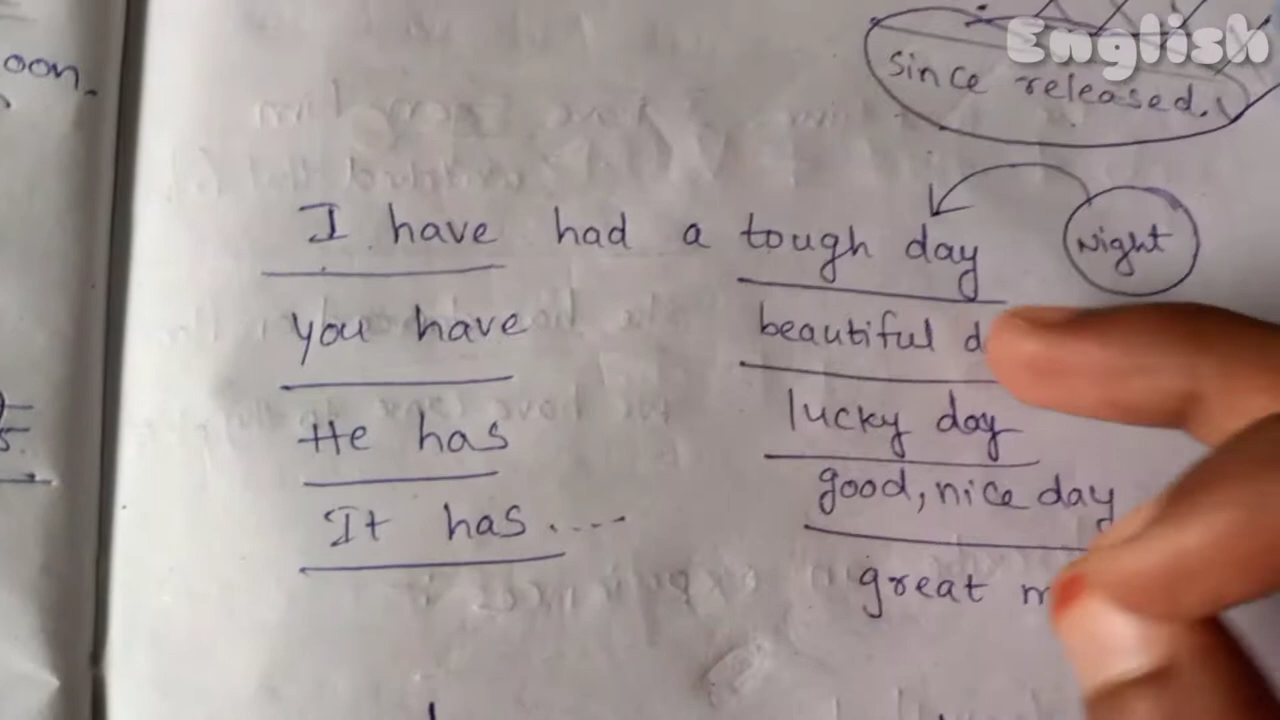 English
oon.
since released.
I have had a tough day
Night
you have
beautiful
He has
lucky day
good, nice day
It has....
great